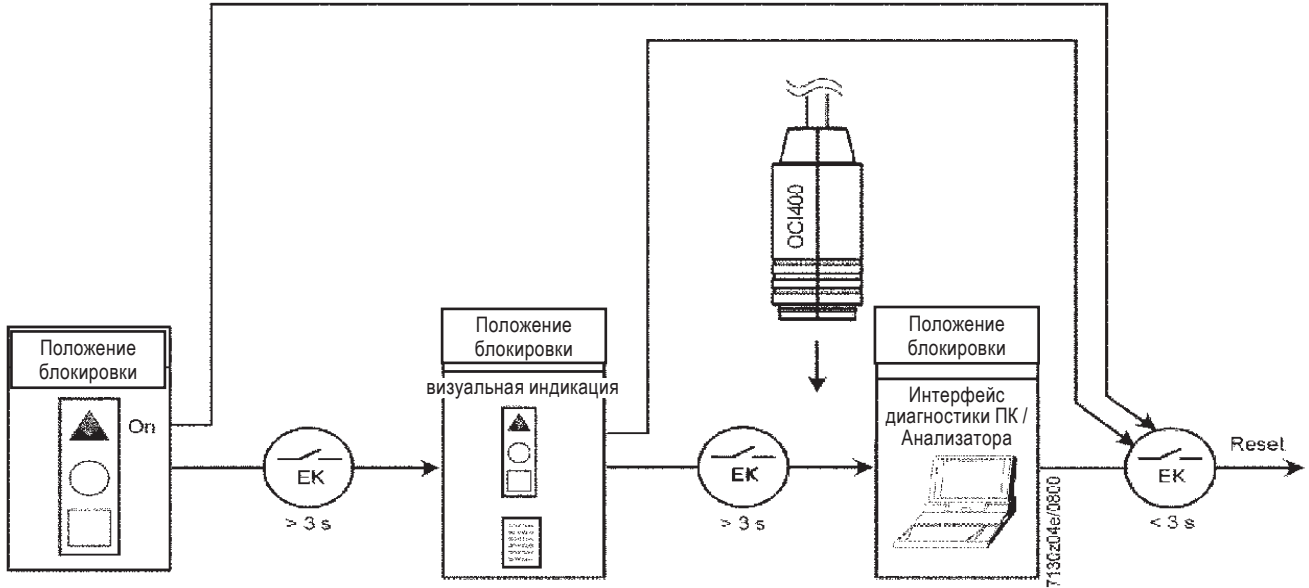 OCI400
Положение
блокировки
On
EK
> 3 s
Положение
блокировки
визуальная индикация
EK
> 3 s
Положение
блокировки
Интерфейс
диагностики ПК /
Анализатора
7130z04e/0800
EK
< 3 s
Reset